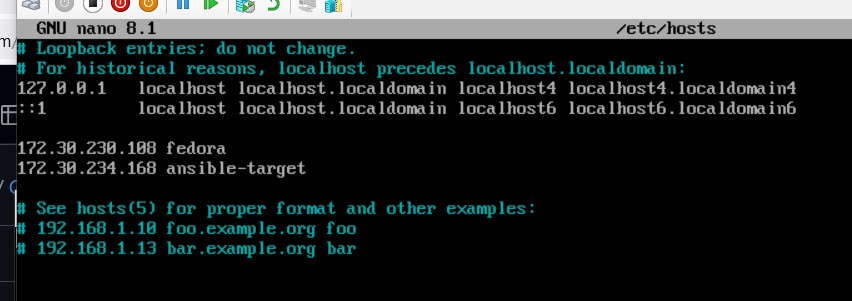 GNU nano 8.1 /etc/hosts
# Loopback entries; do not change.
# For historical reasons, localhost precedes localhost.localdomain:
127.0.0.1 localhost localhost.localdomain localhost4 localhost4.localdomain4
::1 localhost localhost.localdomain localhost6 localhost6.localdomain6
172.30.230.108 fedora
172.30.234.168 ansible-target
# See hosts(5) for proper format and other examples:
# 192.168.1.10 foo.example.org foo
# 192.168.1.13 bar.example.org bar